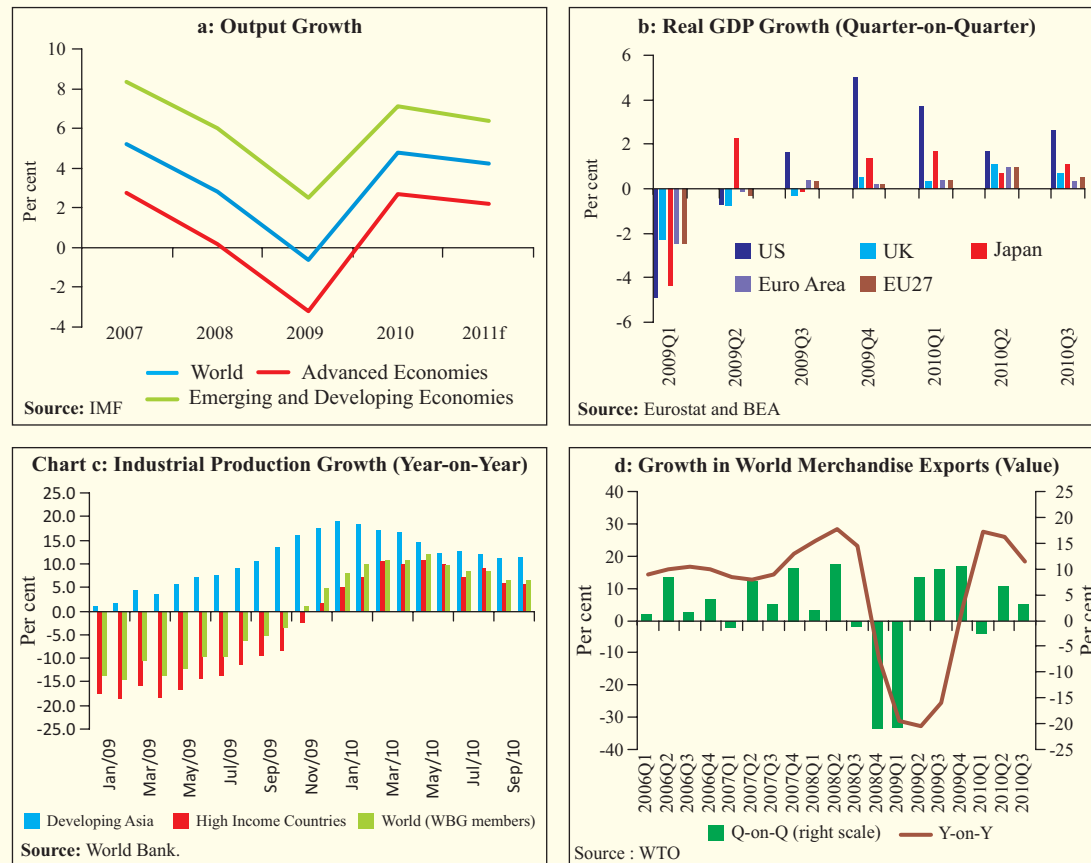 a: Output Growth
10
8
6
4
2
0
-2
-4
Per cent
2007 2008 2009 2010 2011f
World Advanced Economies
Emerging and Developing Economies
Source: IMF
b: Real GDP Growth (Quarter-on-Quarter)
6
4
2
0
-2
-4
-6
Per cent
US UK Japan
Euro Area EU27
2009Q1 2009Q2 2009Q3 2009Q4 2010Q1 2010Q2 2010Q3
Source: Eurostat and BEA
Chart c: Industrial Production Growth (Year-on-Year)
25.0
20.0
15.0
10.0
5.0
0.0
-5.0
-10.0
-15.0
-20.0
-25.0
Per cent
Jan/09 Mar/09 May/09 Jul/09 Sep/09 Nov/09 Jan/10 Mar/10 May/10 Jul/10 Sep/10
Developing Asia High Income Countries World (WBG members)
Source: World Bank.
d: Growth in World Merchandise Exports (Value)
40
30
20
10
0
-10
-20
-30
-40
Per cent
25
20
15
10
5
0
-5
-10
-15
-20
-25
Per cent
2006Q1 2006Q2 2006Q3 2006Q4 2007Q1 2007Q2 2007Q3 2007Q4 2008Q1 2008Q2 2008Q3 2008Q4 2009Q1 2009Q2 2009Q3 2009Q4 2010Q1 2010Q2 2010Q3
Q-on-Q (right scale) Y-on-Y
Source : WTO